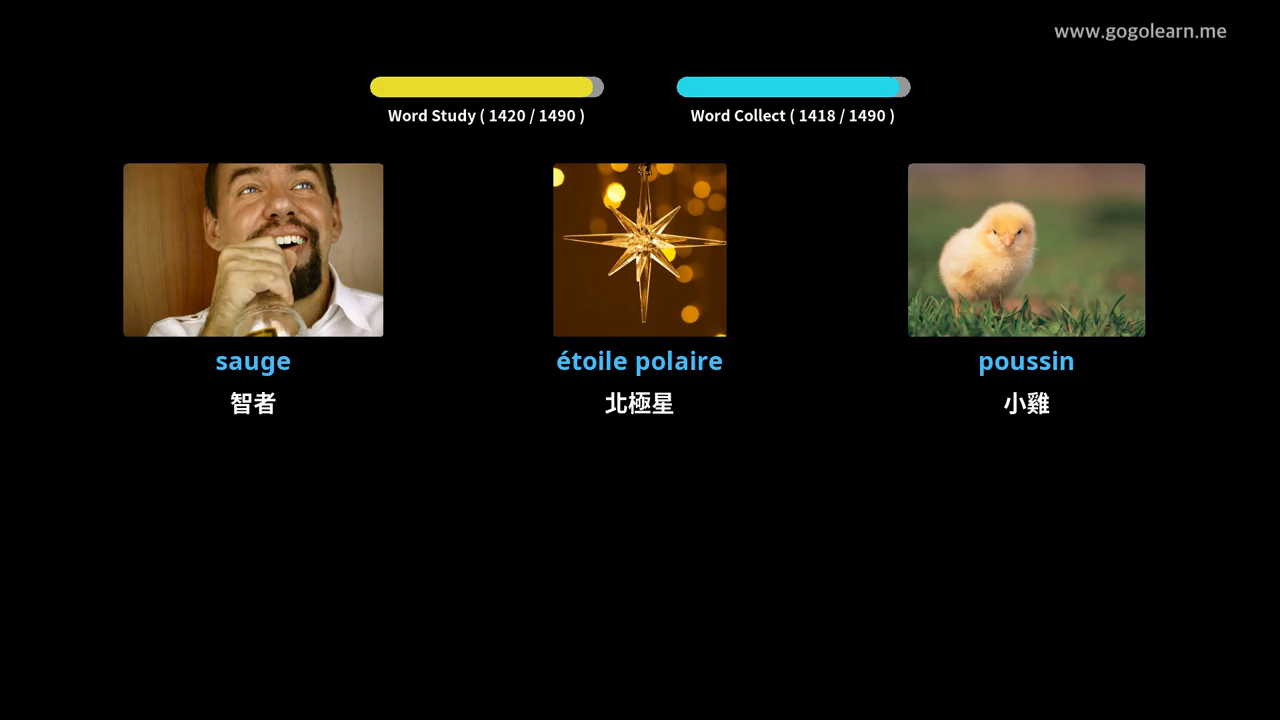 www.gogolearn.me
Word Study ( 1420 / 1490 )
Word Collect ( 1418 / 1490 )
sauge
étoile polaire
poussin
智者
北極星
小雞